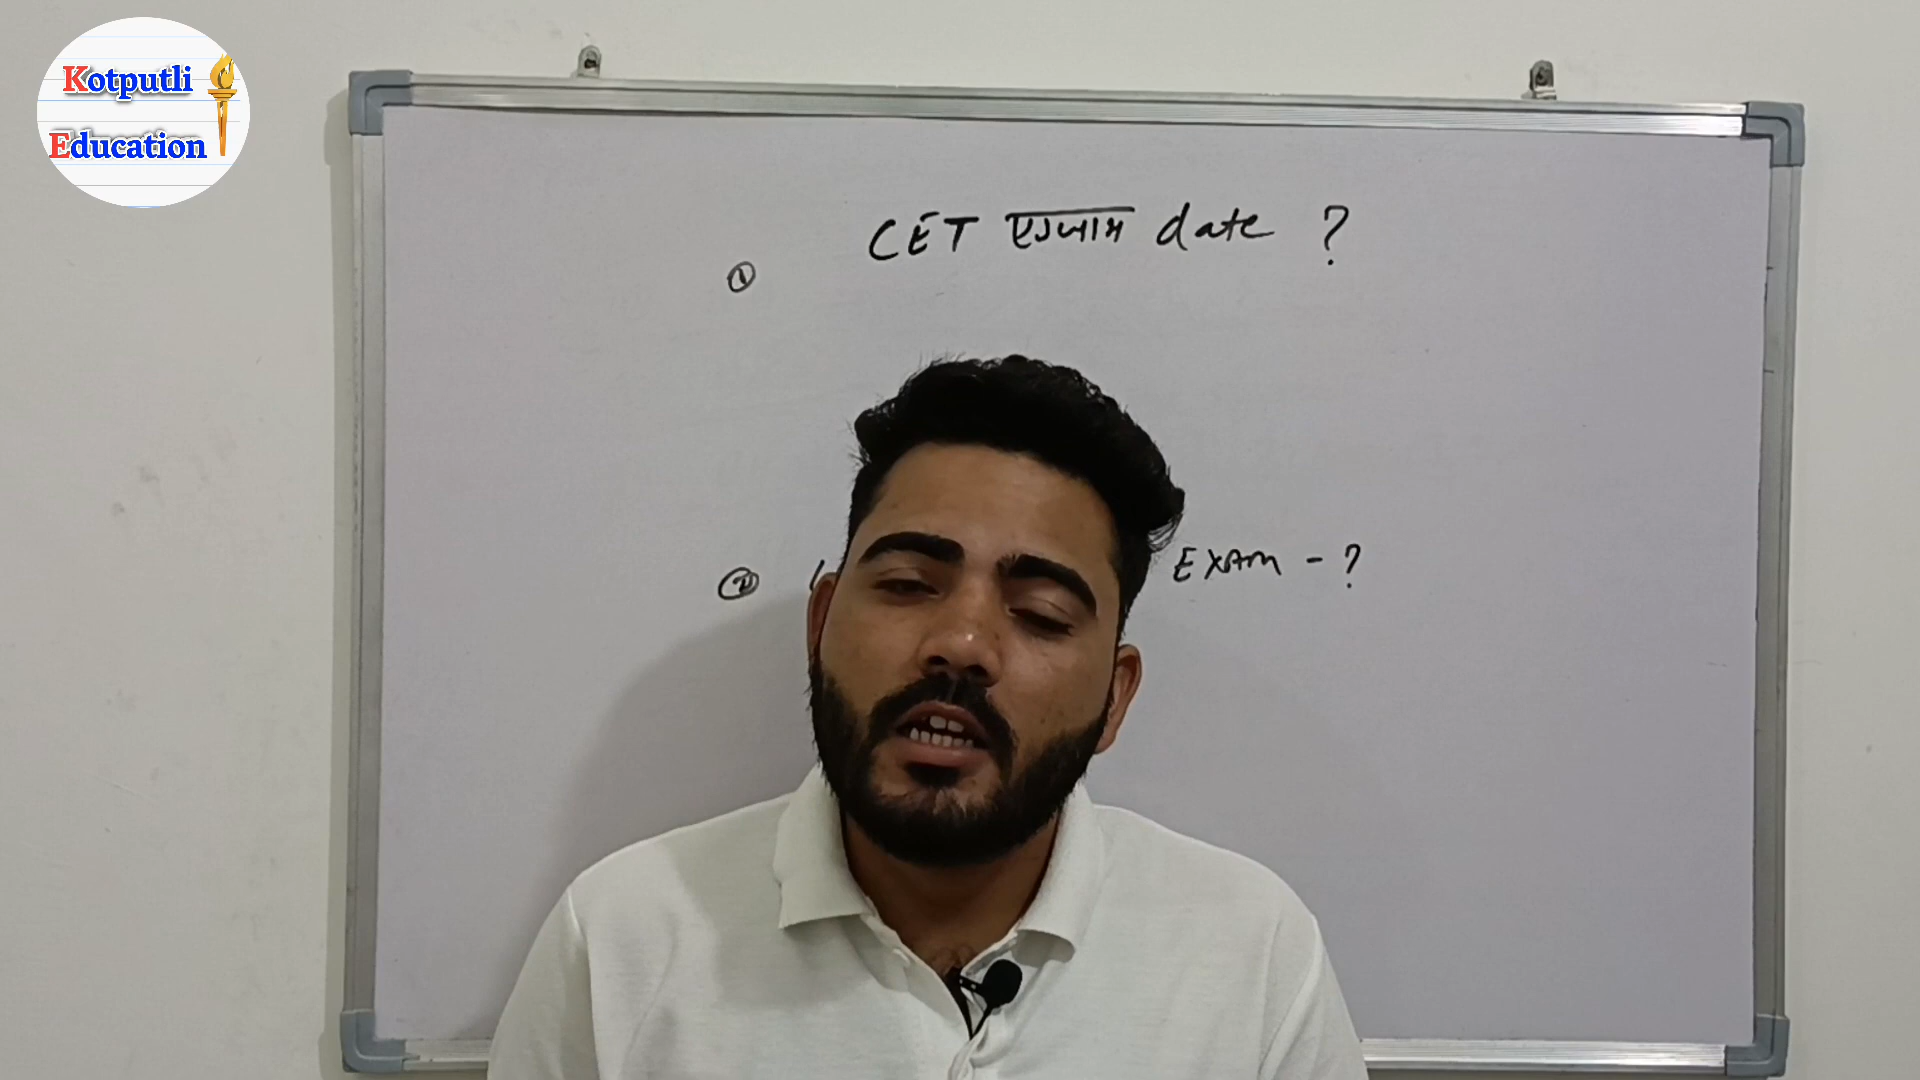 Kotputli
Education
CET एग्जाम date ?
①
② EXAM - ?